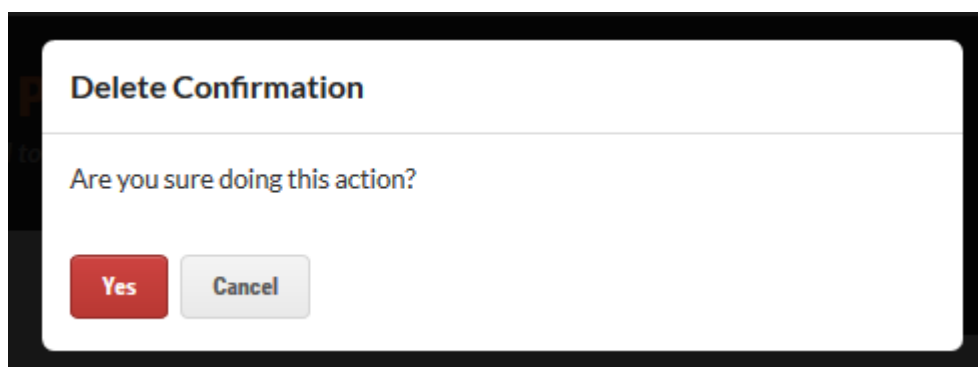 Delete Confirmation
Are you sure doing this action?
Yes
Cancel